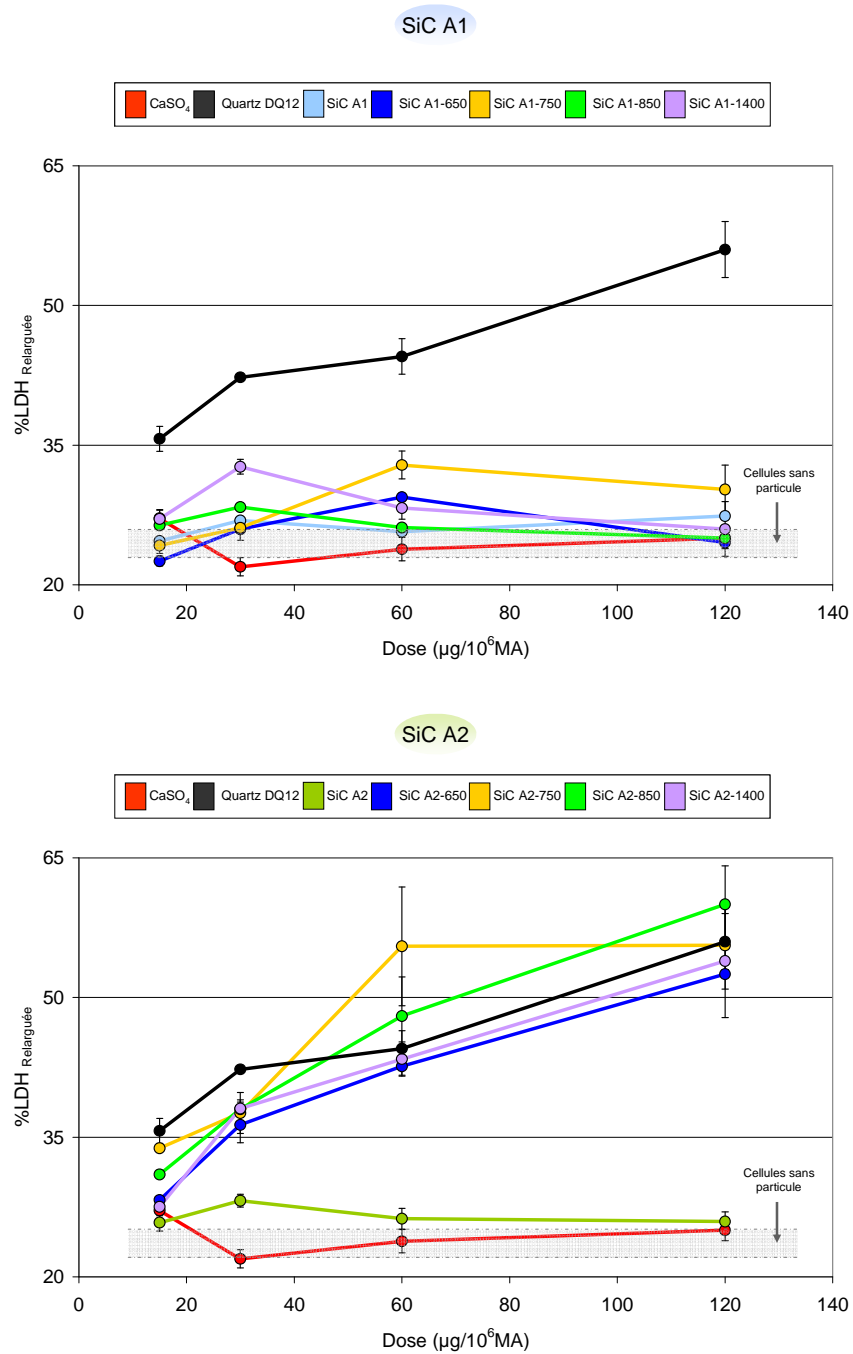 SiC A1
CaSO₄ Quartz DQ12 SiC A1 SiC A1-650 SiC A1-750 SiC A1-850 SiC A1-1400
65
50
35
20
%LDH Relarguée
Cellules sans
particule
0 20 40 60 80 100 120 140
Dose (µg/10⁶MA)
SiC A2
CaSO₄ Quartz DQ12 SiC A2 SiC A2-650 SiC A2-750 SiC A2-850 SiC A2-1400
65
50
35
20
%LDH Relarguée
Cellules sans
particule
0 20 40 60 80 100 120 140
Dose (µg/10⁶MA)